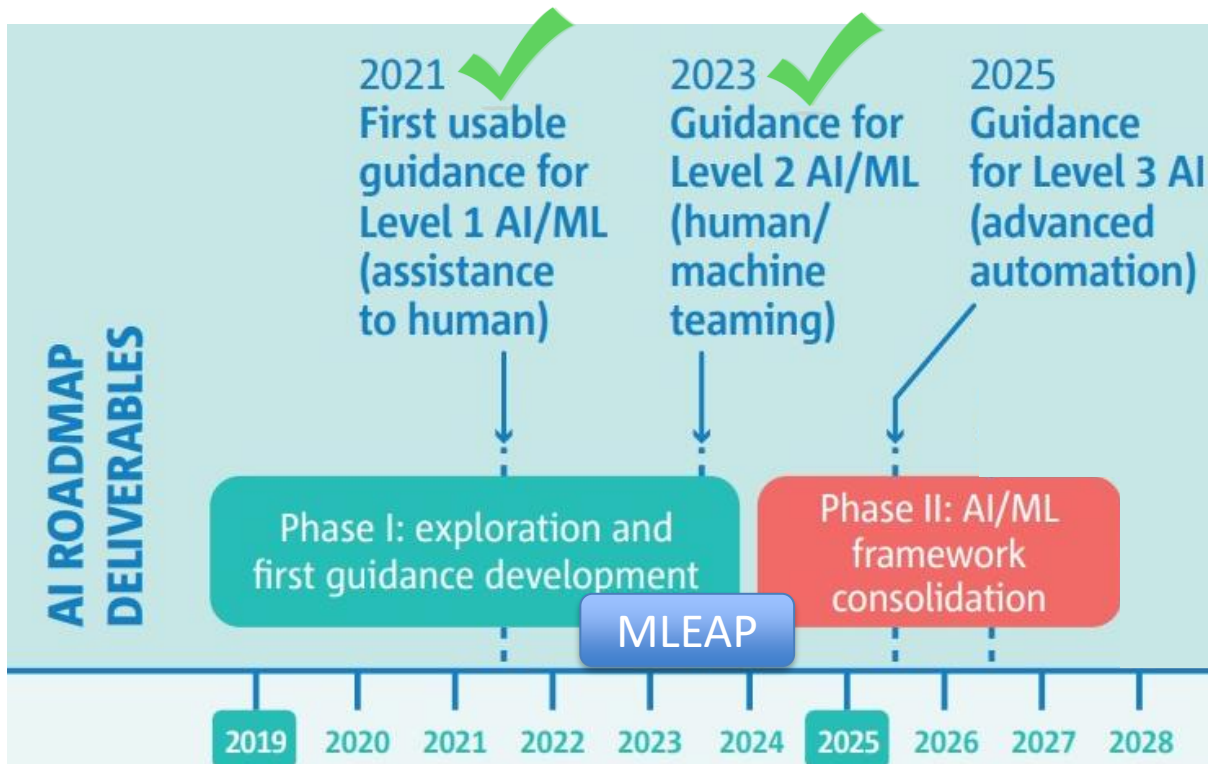 2021
First usable
guidance for
Level 1 AI/ML
(assistance
to human)
2023
Guidance for
Level 2 AI/ML
(human/
machine
teaming)
2025
Guidance
for Level 3 AI
(advanced
automation)
AI ROADMAP
DELIVERABLES
Phase I: exploration and
first guidance development
Phase II: AI/ML
framework
consolidation
MLEAP
2019 2020 2021 2022 2023 2024 2025 2026 2027 2028